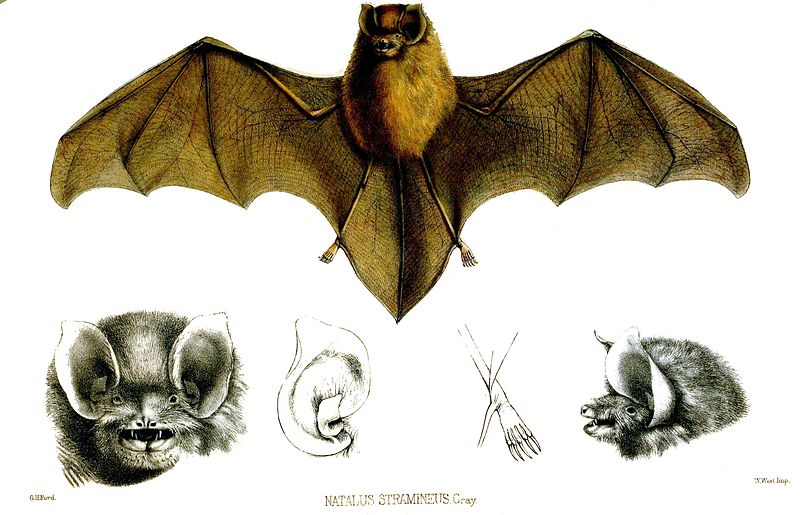 G.H.Ford.
NATALUS STRAMINEUS, Gray.
W.West Imp.